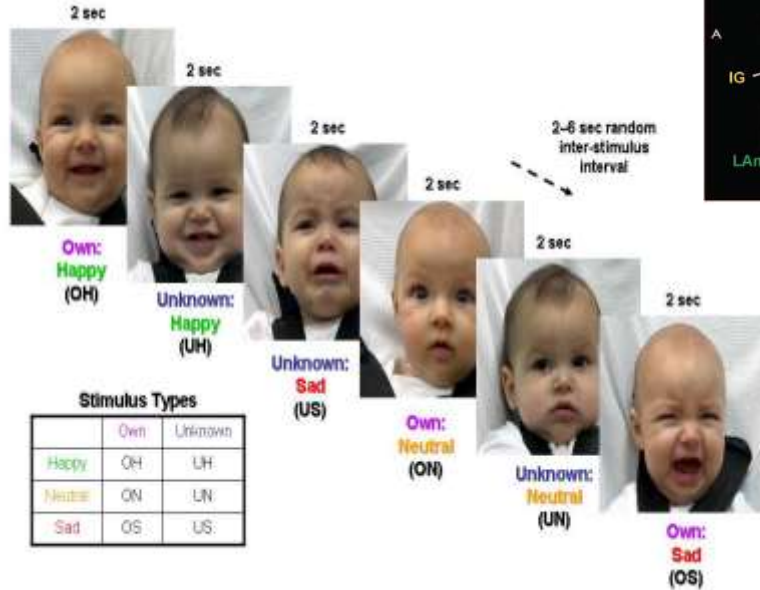 2 sec
2 sec
2 sec
2 sec
2 sec
2 sec
2–6 sec random
inter-stimulus
interval
A
IG
LAm
Own:
Happy
(OH)
Unknown:
Happy
(UH)
Unknown:
Sad
(US)
Own:
Neutral
(ON)
Unknown:
Neutral
(UN)
Own:
Sad
(OS)
Stimulus Types
Own Unknown
Happy OH UH
Neutral ON UN
Sad OS US